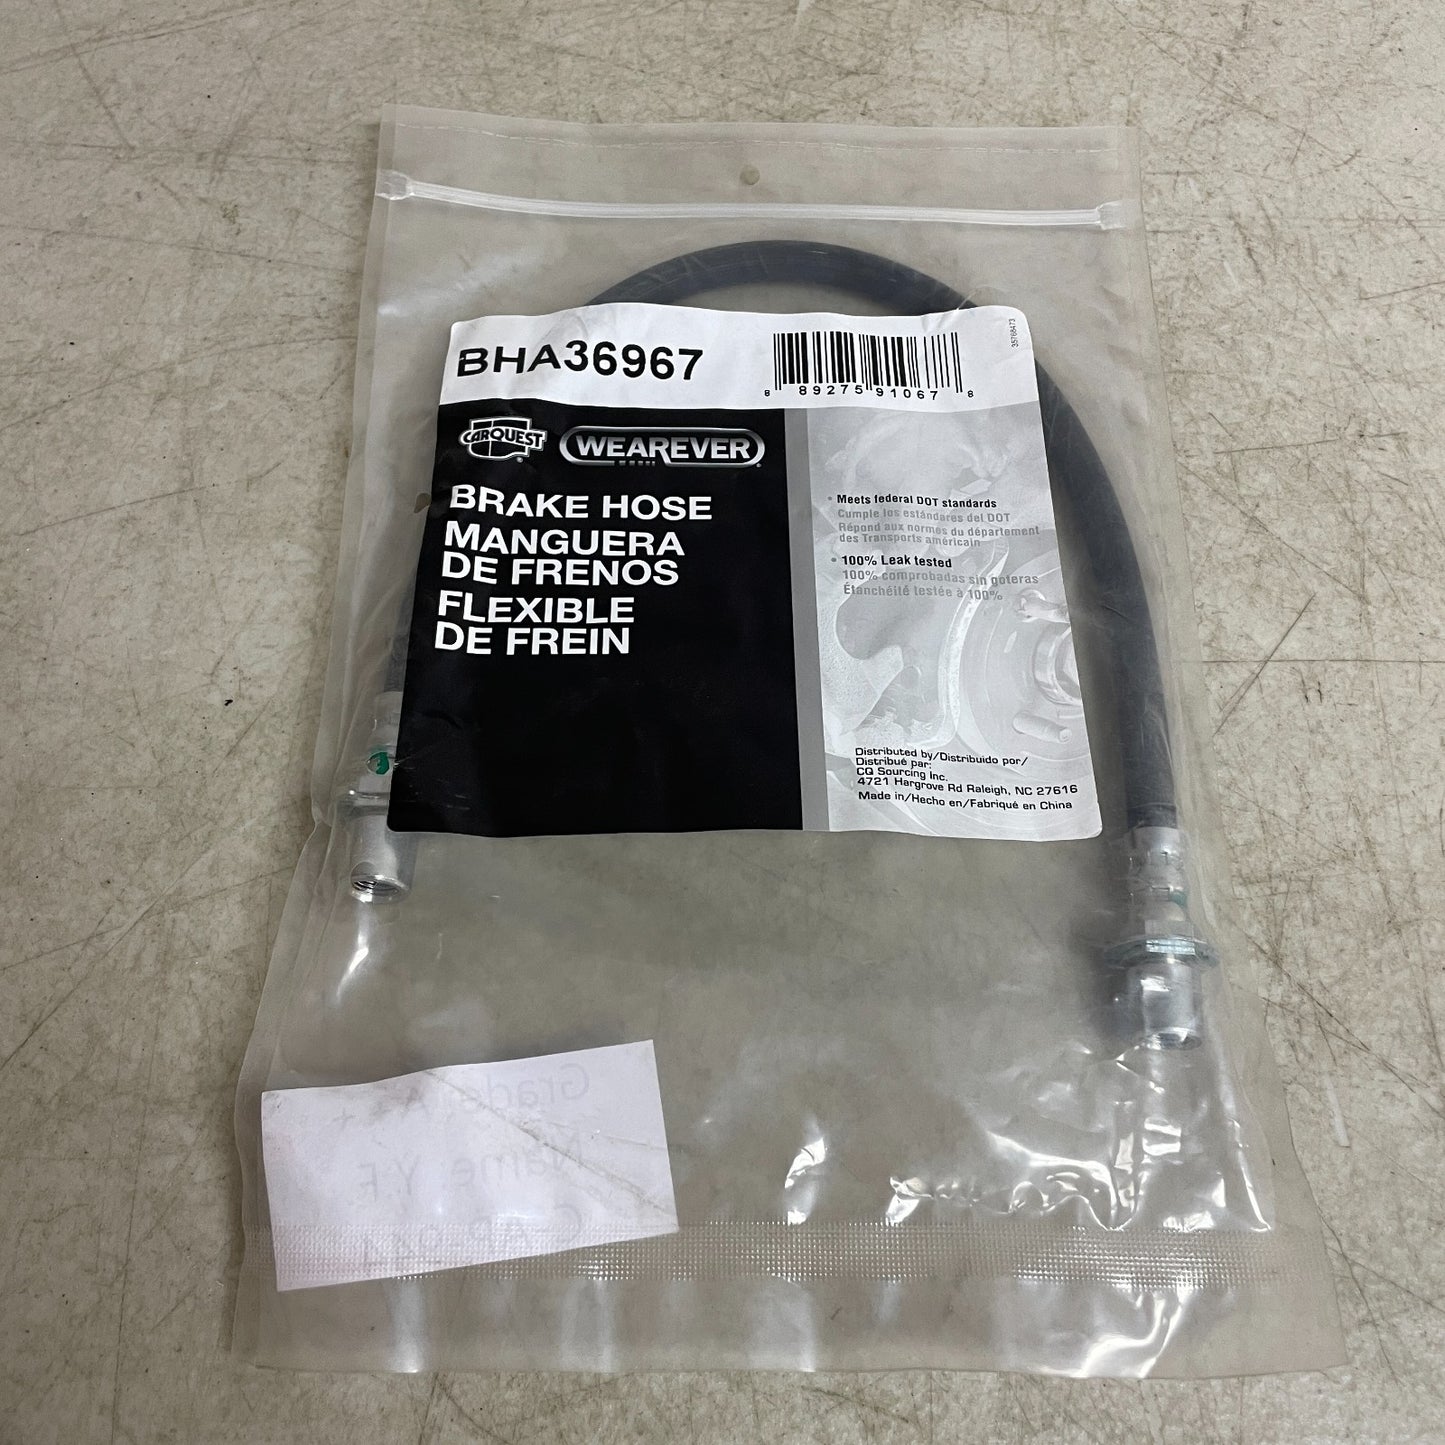 BHA36967
8 89275 91067 8
35768473
CARQUEST
WEAREVER
BRAKE HOSE
MANGUERA
DE FRENOS
FLEXIBLE
DE FREIN
• Meets federal DOT standards
Cumple los estándares del DOT
Répond aux normes du département
des Transports américain
• 100% Leak tested
100% comprobadas sin goteras
Étanchéité testée à 100%
Distributed by/Distribuido por/
Distribué par:
CQ Sourcing Inc.
4721 Hargrove Rd Raleigh, NC 27616
Made in/Hecho en/Fabriqué en China
Grade A+
Name Y.F.